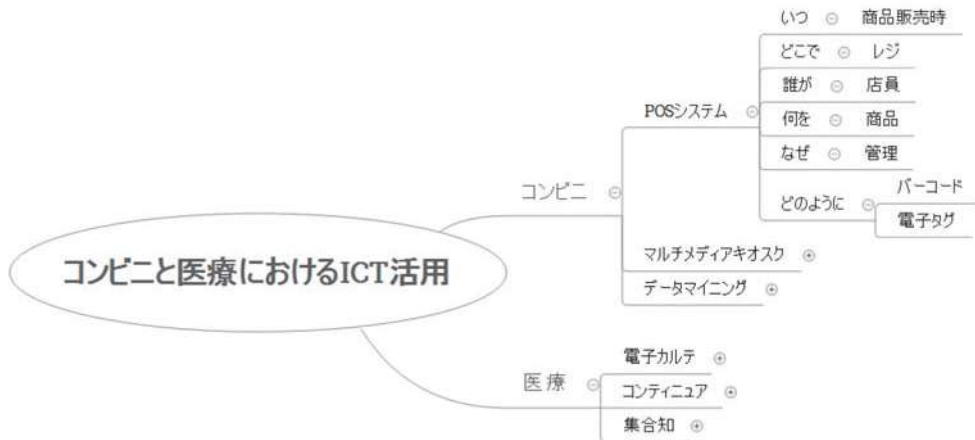 コンビニと医療におけるICT活用
コンビニ
POSシステム
いつ 商品販売時
どこで レジ
誰が 店員
何を 商品
なぜ 管理
どのように
バーコード
電子タグ
マルチメディアキオスク
データマイニング
医療
電子カルテ
コンティニュア
集合知